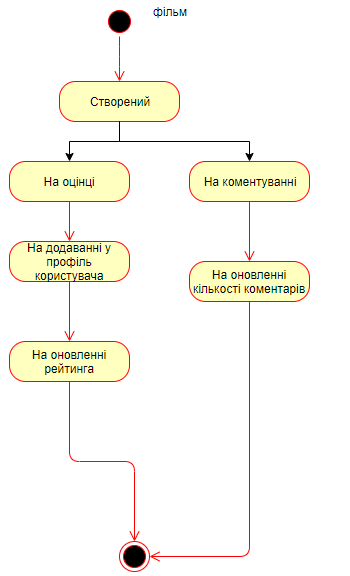 фільм
Створений
На оцінці
На коментуванні
На додаванні у
профіль
користувача
На оновленні
кількості коментарів
На оновленні
рейтинга